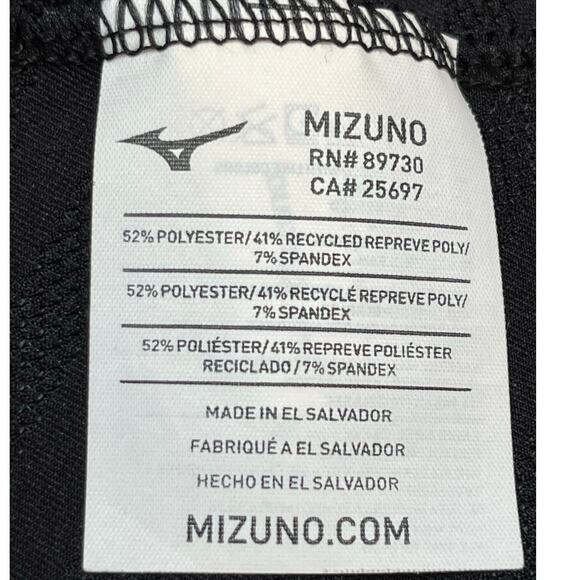 MIZUNO
RN# 89730
CA# 25697
52% POLYESTER/41% RECYCLED REPREVE POLY/
7% SPANDEX
52% POLYESTER/41% RECYCLÉ REPREVE POLY/
7% SPANDEX
52% POLIÉSTER/41% REPREVE POLIÉSTER
RECICLADO/7% SPANDEX
MADE IN EL SALVADOR
FABRIQUÉ A EL SALVADOR
HECHO EN EL SALVADOR
MIZUNO.COM